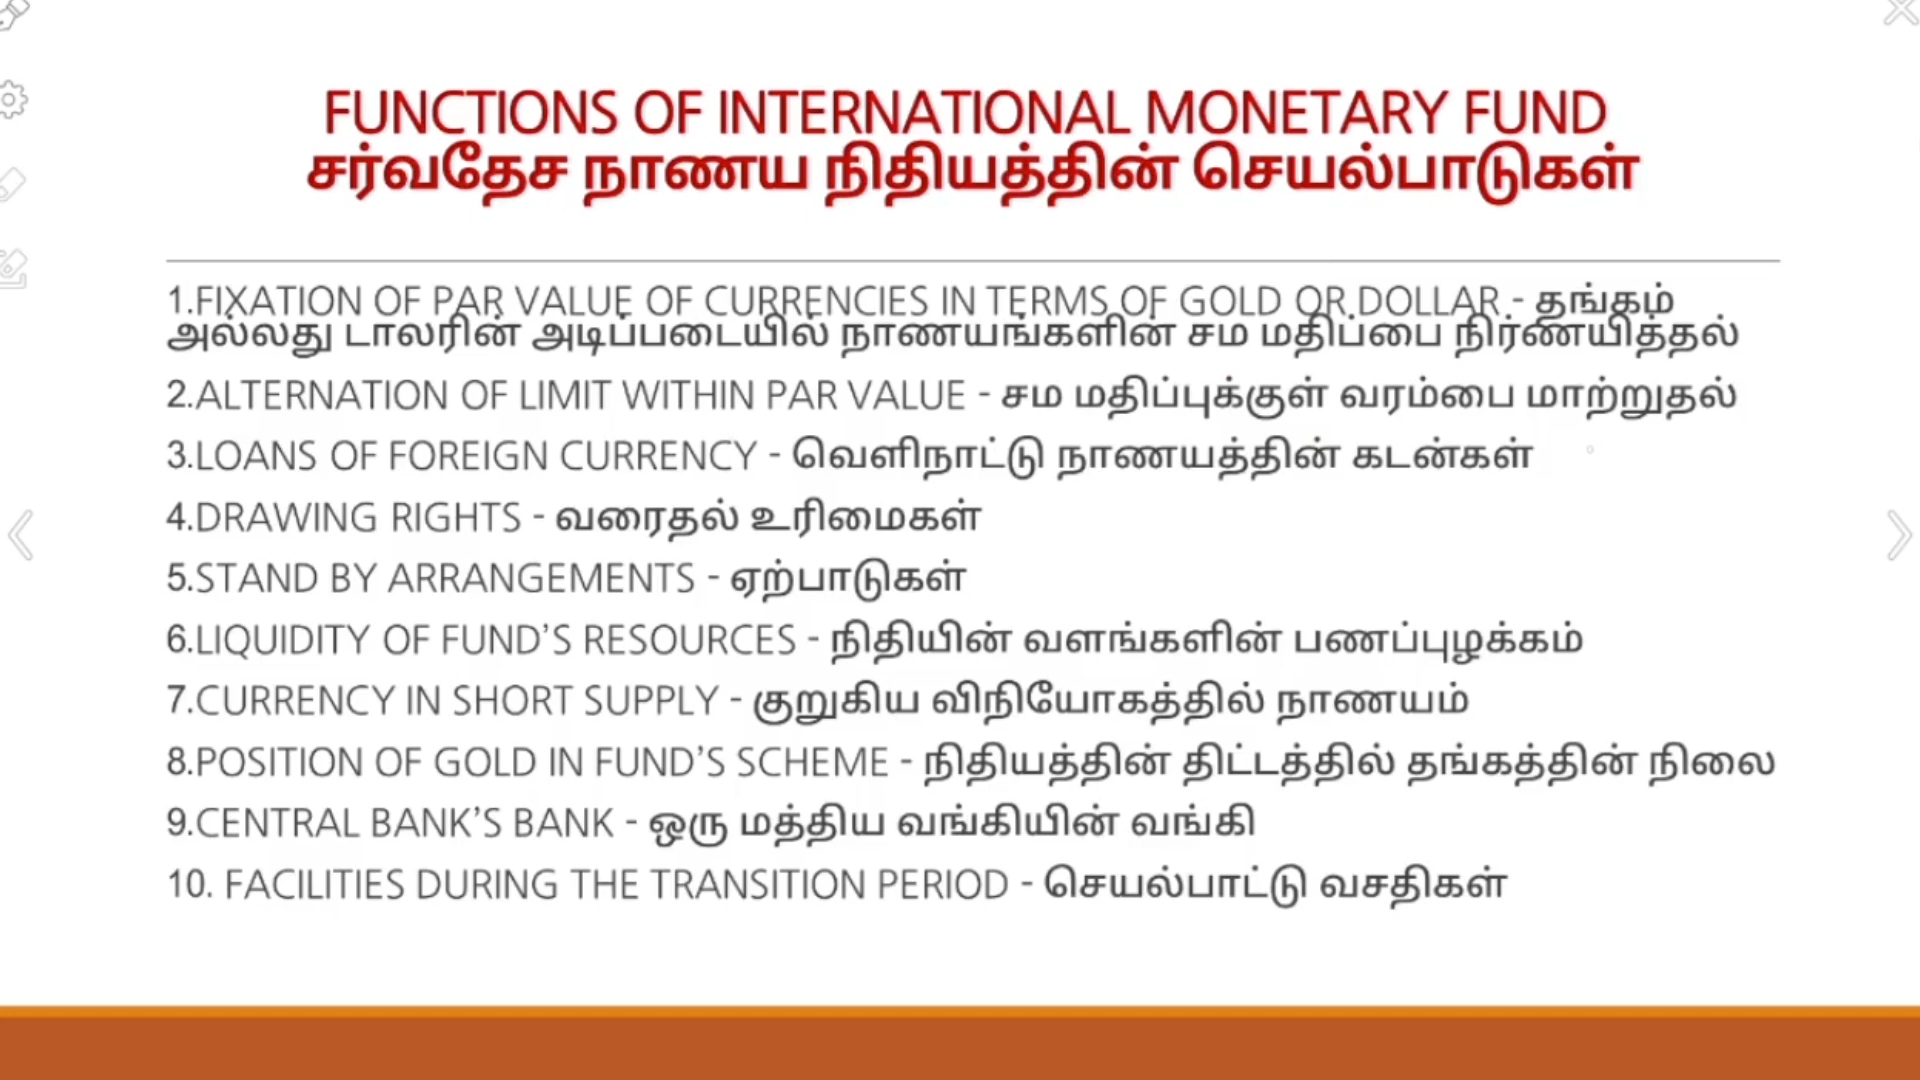 FUNCTIONS OF INTERNATIONAL MONETARY FUND
சர்வதேச நாணய நிதியத்தின் செயல்பாடுகள்
1.FIXATION OF PAR VALUE OF CURRENCIES IN TERMS OF GOLD OR DOLLAR - தங்கம்
அல்லது டாலரின் அடிப்படையில் நாணயங்களின் சம மதிப்பை நிர்ணயித்தல்
2.ALTERNATION OF LIMIT WITHIN PAR VALUE - சம மதிப்புக்குள் வரம்பை மாற்றுதல்
3.LOANS OF FOREIGN CURRENCY - வெளிநாட்டு நாணயத்தின் கடன்கள்
4.DRAWING RIGHTS - வரைதல் உரிமைகள்
5.STAND BY ARRANGEMENTS - ஏற்பாடுகள்
6.LIQUIDITY OF FUND’S RESOURCES - நிதியின் வளங்களின் பணப்புழக்கம்
7.CURRENCY IN SHORT SUPPLY - குறுகிய விநியோகத்தில் நாணயம்
8.POSITION OF GOLD IN FUND’S SCHEME - நிதியத்தின் திட்டத்தில் தங்கத்தின் நிலை
9.CENTRAL BANK’S BANK - ஒரு மத்திய வங்கியின் வங்கி
10. FACILITIES DURING THE TRANSITION PERIOD - செயல்பாட்டு வசதிகள்